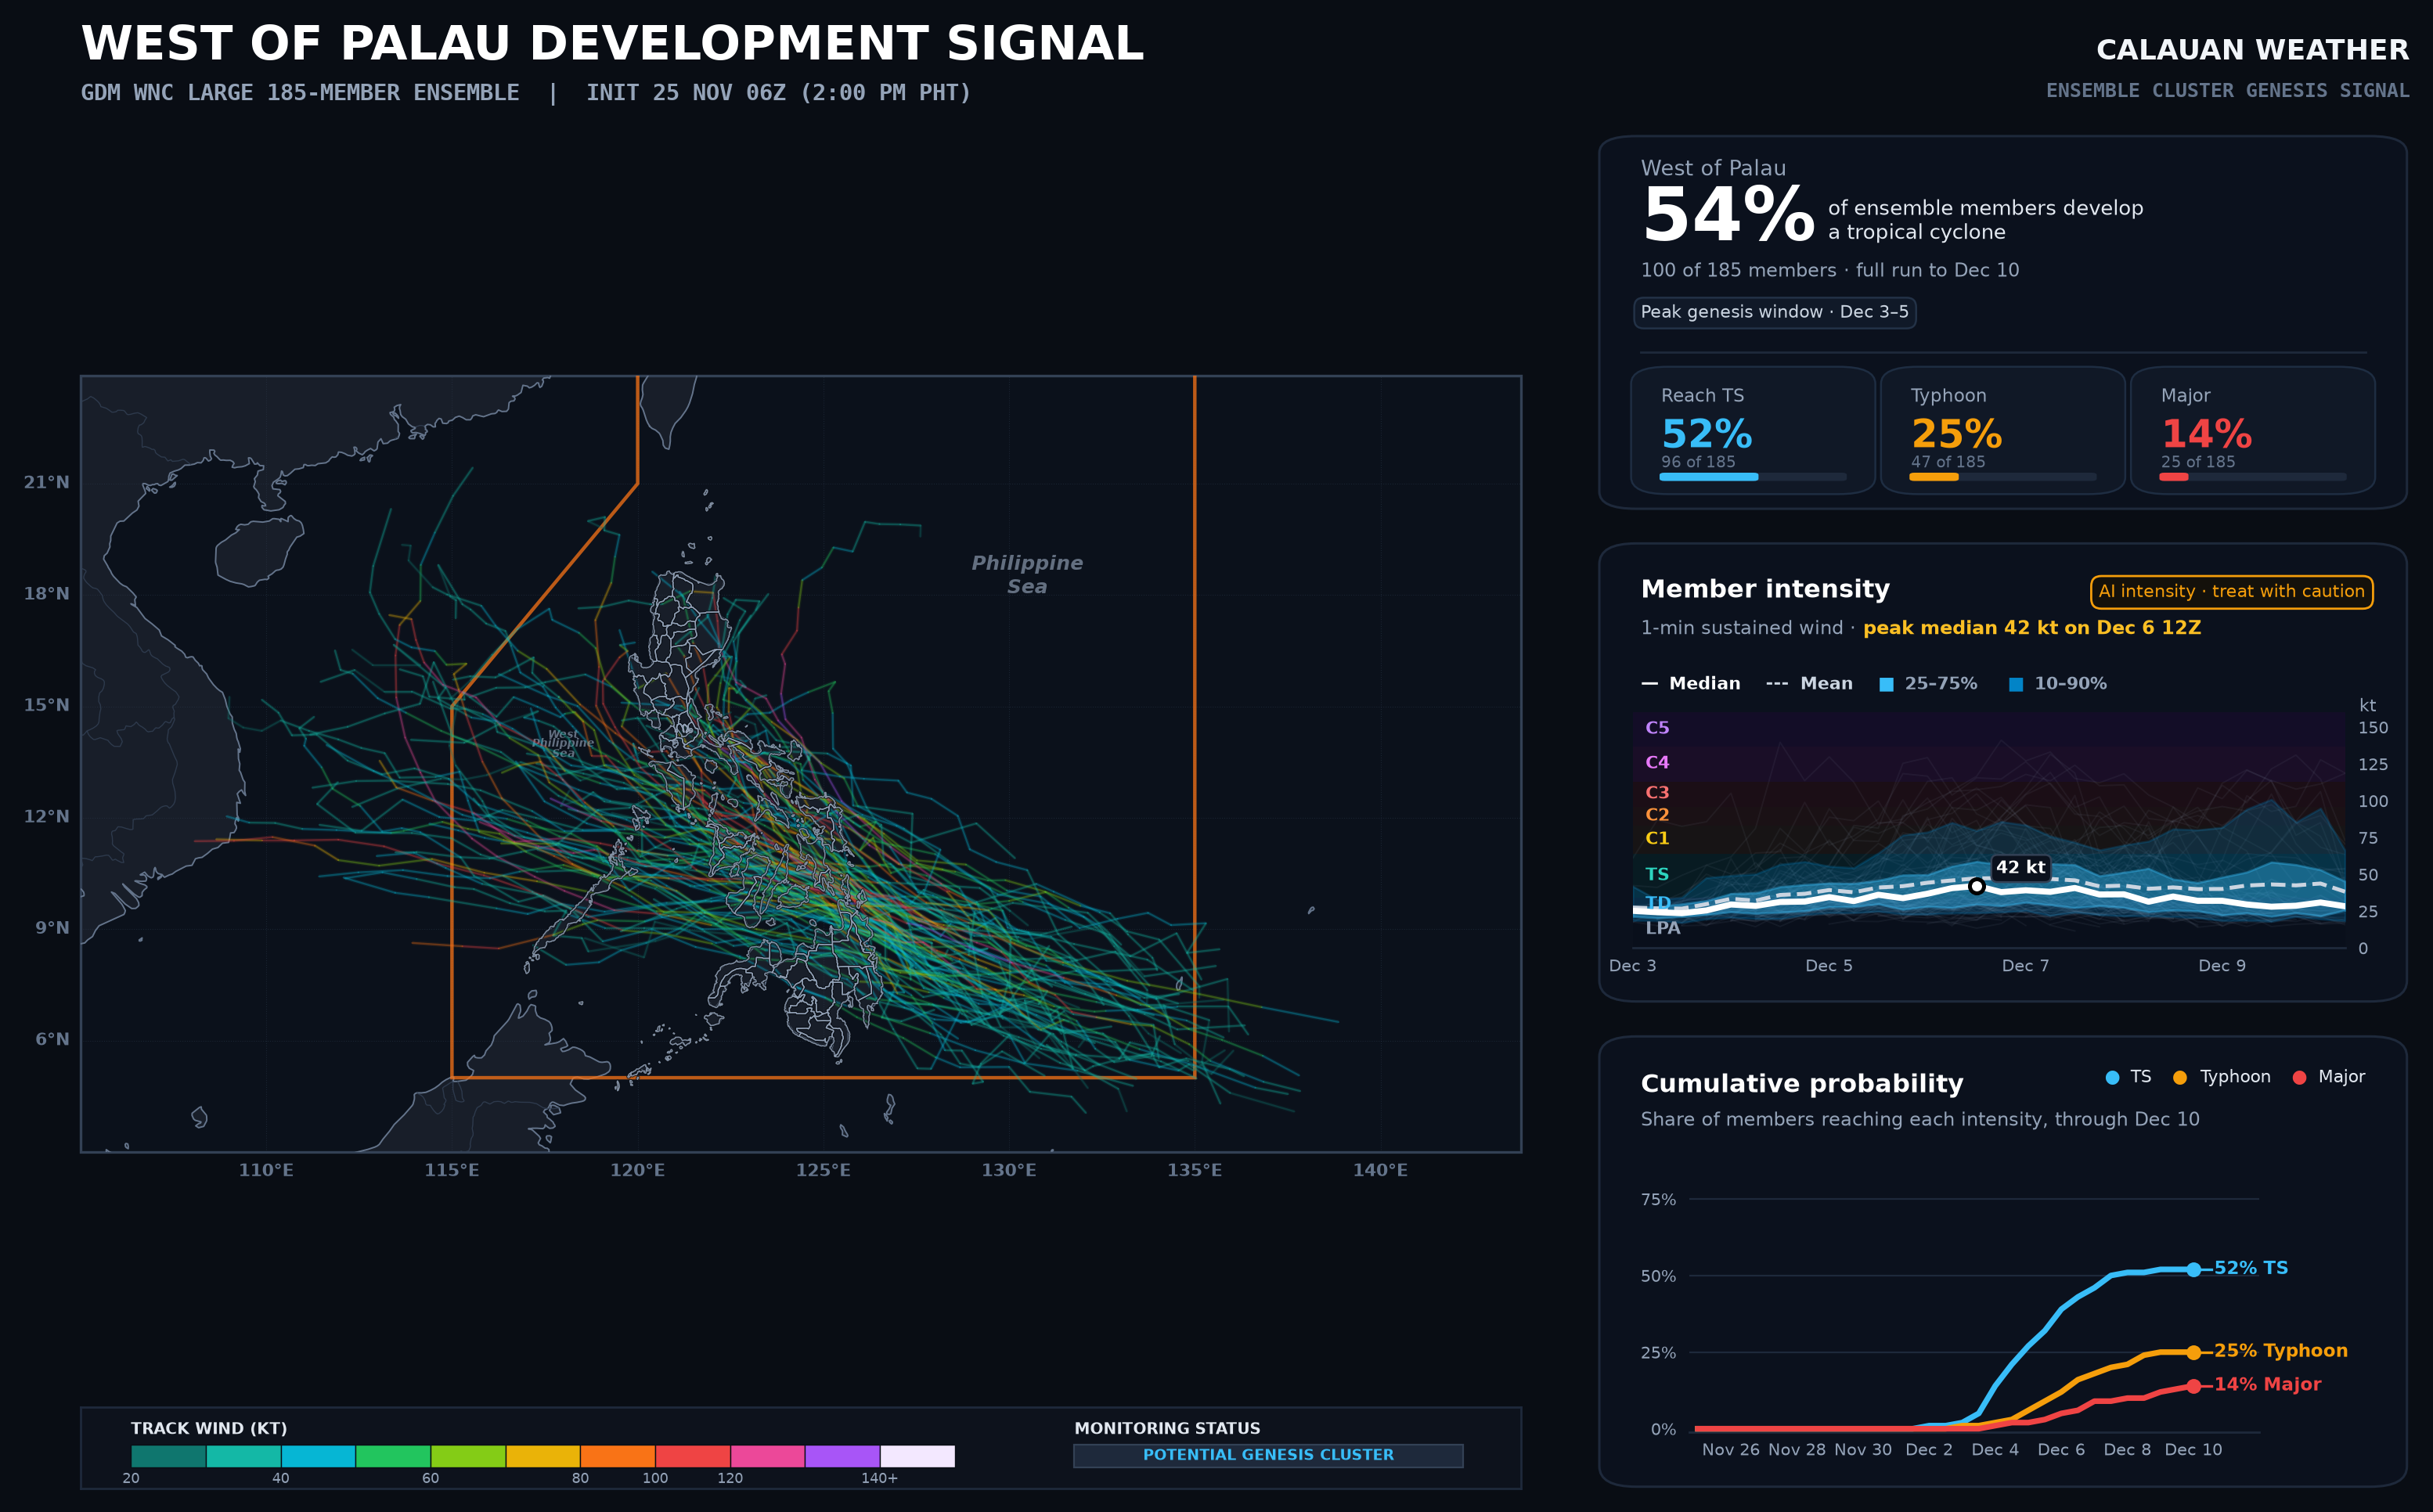 WEST OF PALAU DEVELOPMENT SIGNAL
GDM WNC LARGE 185-MEMBER ENSEMBLE | INIT 25 NOV 06Z (2:00 PM PHT)
CALAUAN WEATHER
ENSEMBLE CLUSTER GENESIS SIGNAL
21°N
18°N
15°N
12°N
9°N
6°N
110°E
115°E
120°E
125°E
130°E
135°E
140°E
Philippine
Sea
West
Philippine
Sea
TRACK WIND (KT)
20
40
60
80
100
120
140+
MONITORING STATUS
POTENTIAL GENESIS CLUSTER
West of Palau
54%
of ensemble members develop
a tropical cyclone
100 of 185 members · full run to Dec 10
Peak genesis window · Dec 3–5
Reach TS
52%
96 of 185
Typhoon
25%
47 of 185
Major
14%
25 of 185
Member intensity
AI intensity · treat with caution
1-min sustained wind · peak median 42 kt on Dec 6 12Z
Median
Mean
25–75%
10–90%
kt
C5
C4
C3
C2
C1
TS
TD
LPA
42 kt
150
125
100
75
50
25
0
Dec 3
Dec 5
Dec 7
Dec 9
Cumulative probability
TS
Typhoon
Major
Share of members reaching each intensity, through Dec 10
75%
50%
25%
0%
52% TS
25% Typhoon
14% Major
Nov 26
Nov 28
Nov 30
Dec 2
Dec 4
Dec 6
Dec 8
Dec 10